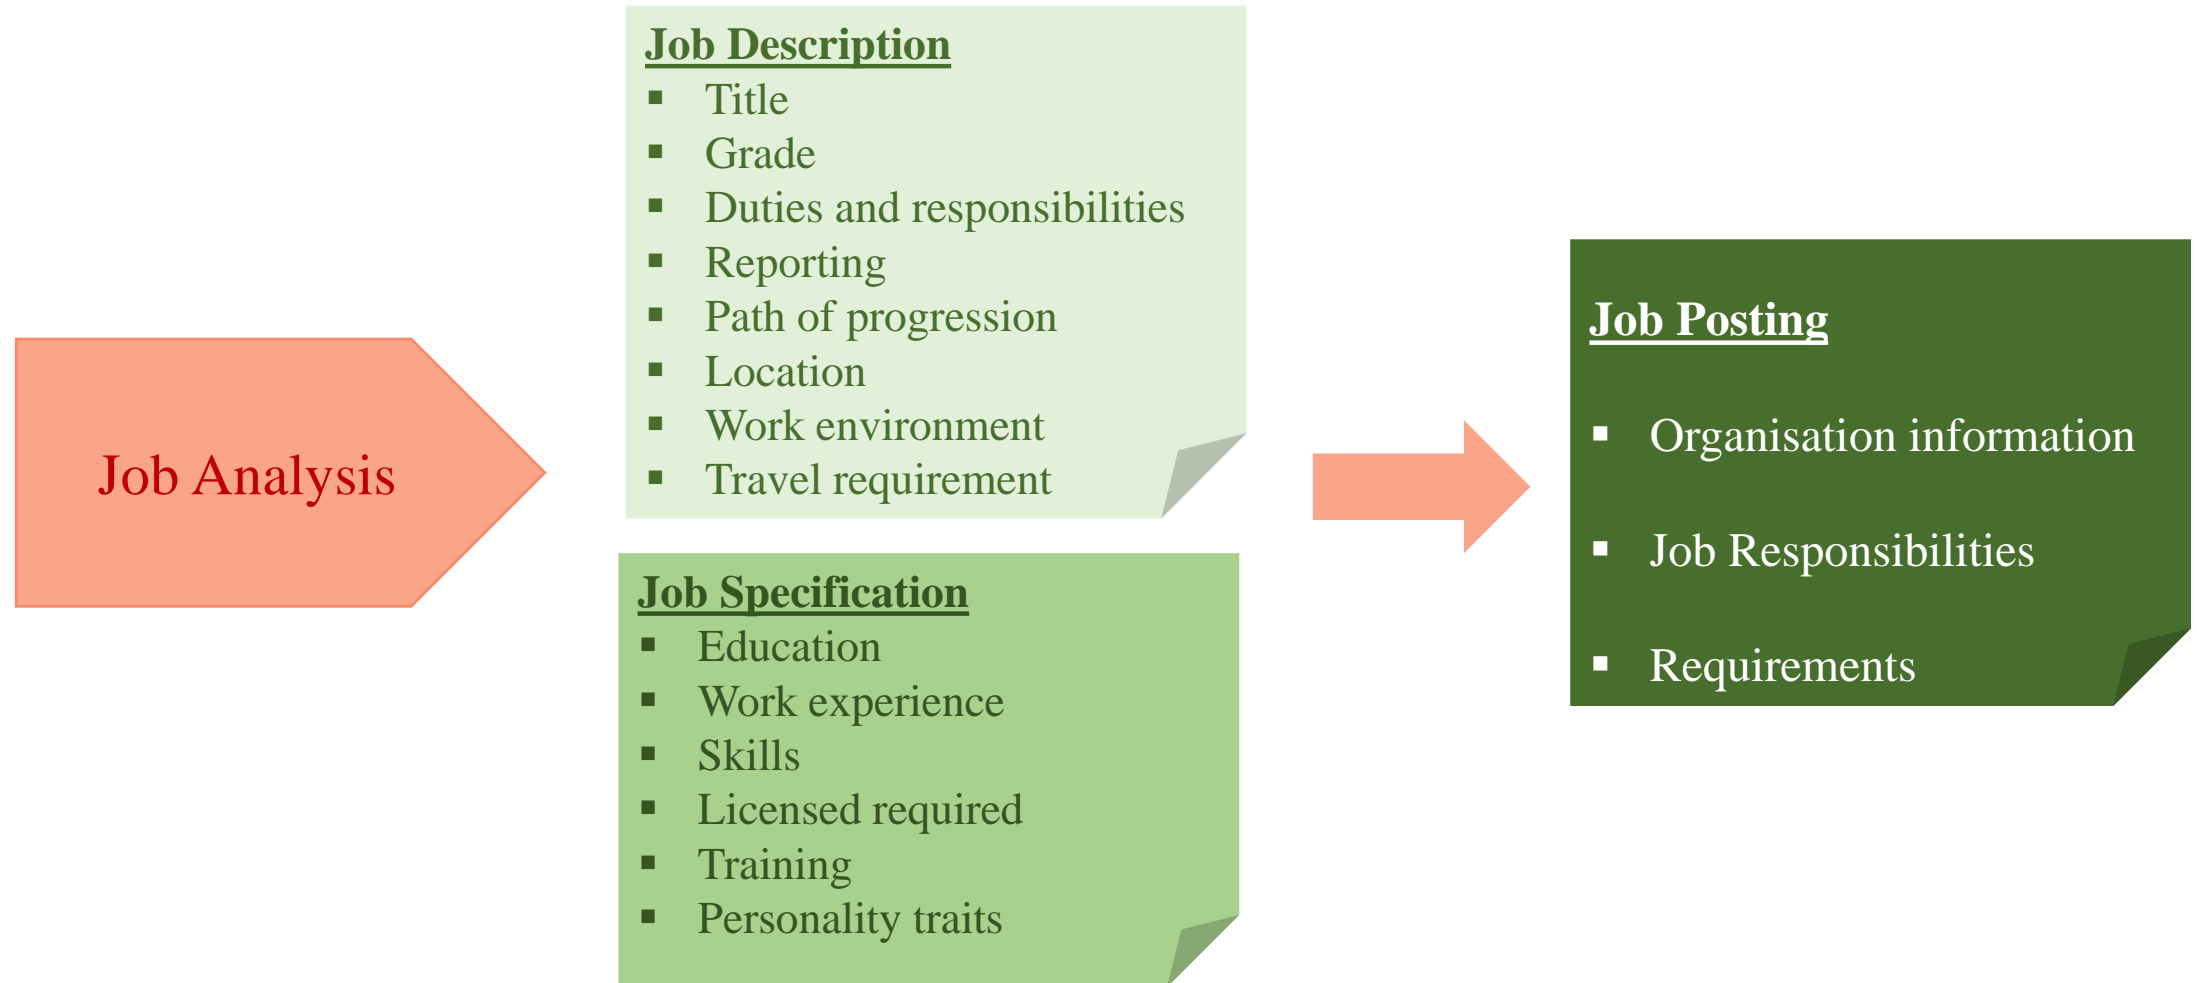 Job Analysis
Job Description
▪ Title
▪ Grade
▪ Duties and responsibilities
▪ Reporting
▪ Path of progression
▪ Location
▪ Work environment
▪ Travel requirement
Job Specification
▪ Education
▪ Work experience
▪ Skills
▪ Licensed required
▪ Training
▪ Personality traits
Job Posting
▪ Organisation information
▪ Job Responsibilities
▪ Requirements